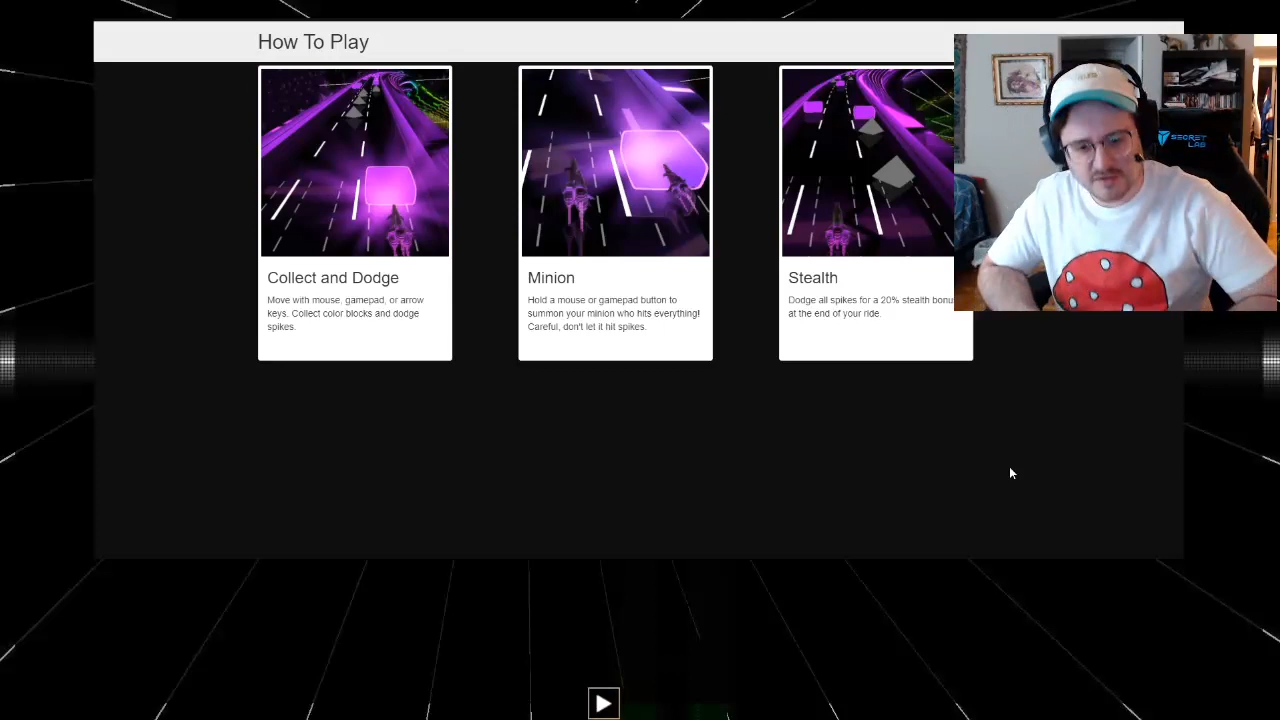 How To Play
Collect and Dodge
Move with mouse, gamepad, or arrow
keys. Collect color blocks and dodge
spikes.
Minion
Hold a mouse or gamepad button to
summon your minion who hits everything!
Careful, don't let it hit spikes.
Stealth
Dodge all spikes for a 20% stealth
at the end of your ride.
SECRET
LAB